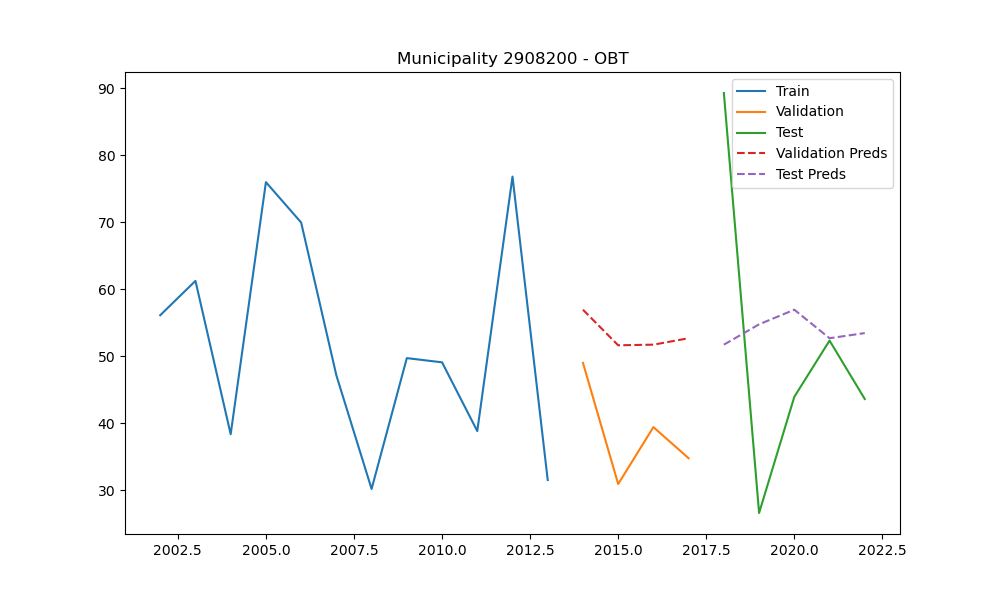 Municipality 2908200 - OBT
90
80
70
60
50
40
30
Train
Validation
Test
Validation Preds
Test Preds
2002.5 2005.0 2007.5 2010.0 2012.5 2015.0 2017.5 2020.0 2022.5